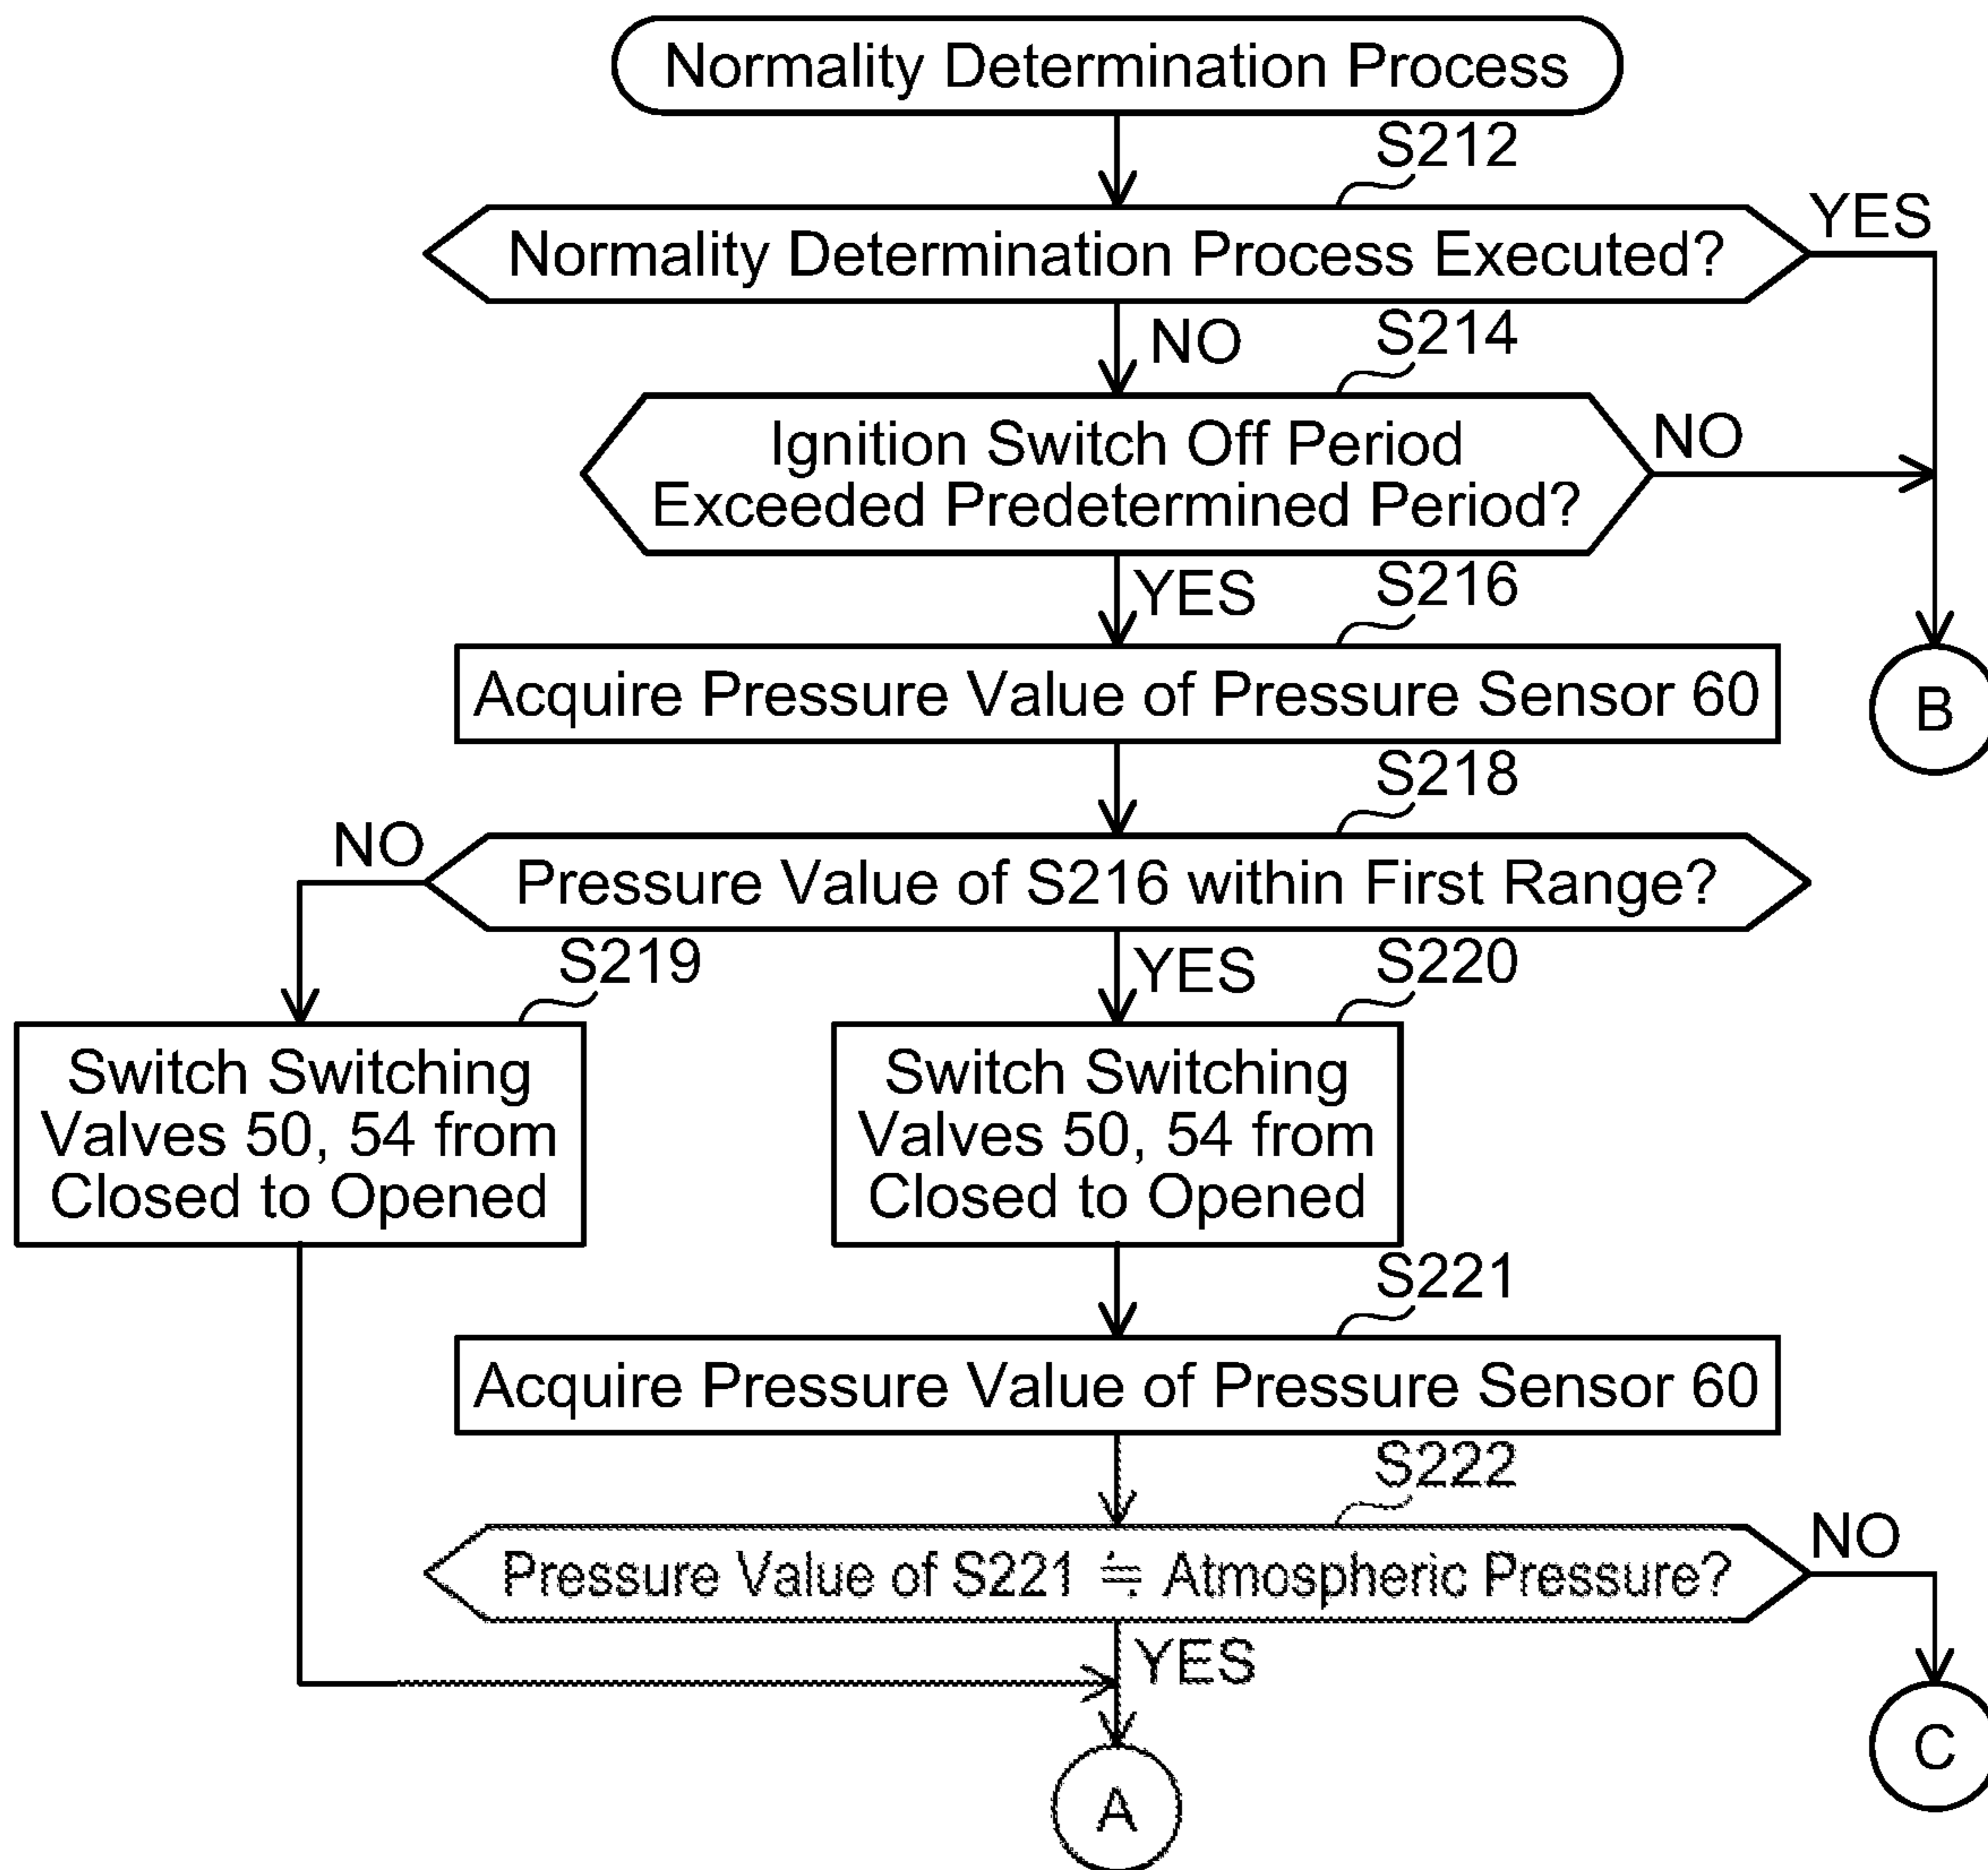 Normality Determination Process
S212
Normality Determination Process Executed?
YES
NO
S214
Ignition Switch Off Period
Exceeded Predetermined Period?
NO
YES
S216
Acquire Pressure Value of Pressure Sensor 60
B
S218
NO
Pressure Value of S216 within First Range?
S219
YES
S220
Switch Switching
Valves 50, 54 from
Closed to Opened
Switch Switching
Valves 50, 54 from
Closed to Opened
S221
Acquire Pressure Value of Pressure Sensor 60
S222
Pressure Value of S221 ≒ Atmospheric Pressure?
NO
YES
C
A